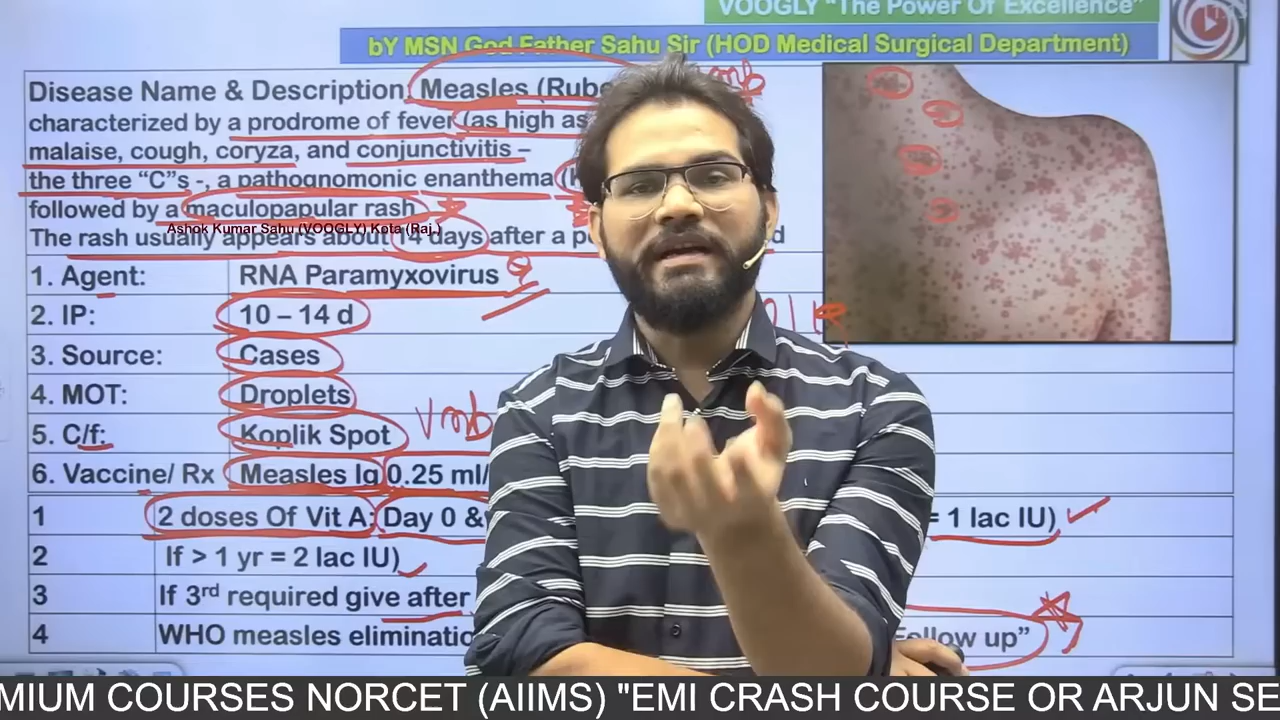 VOOGLY "The Power Of Excellence"
bY MSN God Father Sahu Sir (HOD Medical Surgical Department)
Disease Name & Description, Measles (Rube
characterized by a prodrome of fever (as high as
malaise, cough, coryza, and conjunctivitis –
the three “C”s -, a pathognomonic enanthema (
followed by a maculopapular rash
Ashok Kumar Sahu (VOOGLY) Kota (Raj.)
The rash usually appears about 14 days after a
1. Agent: RNA Paramyxovirus
2. IP: 10 – 14 d
3. Source: Cases
4. MOT: Droplets
5. C/f: Koplik Spot
6. Vaccine/ Rx Measles Ig 0.25 ml/
1 2 doses Of Vit A: Day 0 & = 1 lac IU)
2 If > 1 yr = 2 lac IU)
3 If 3rd required give after
4 WHO measles eliminatio Follow up”
MIUM COURSES NORCET (AIIMS) "EMI CRASH COURSE OR ARJUN SE